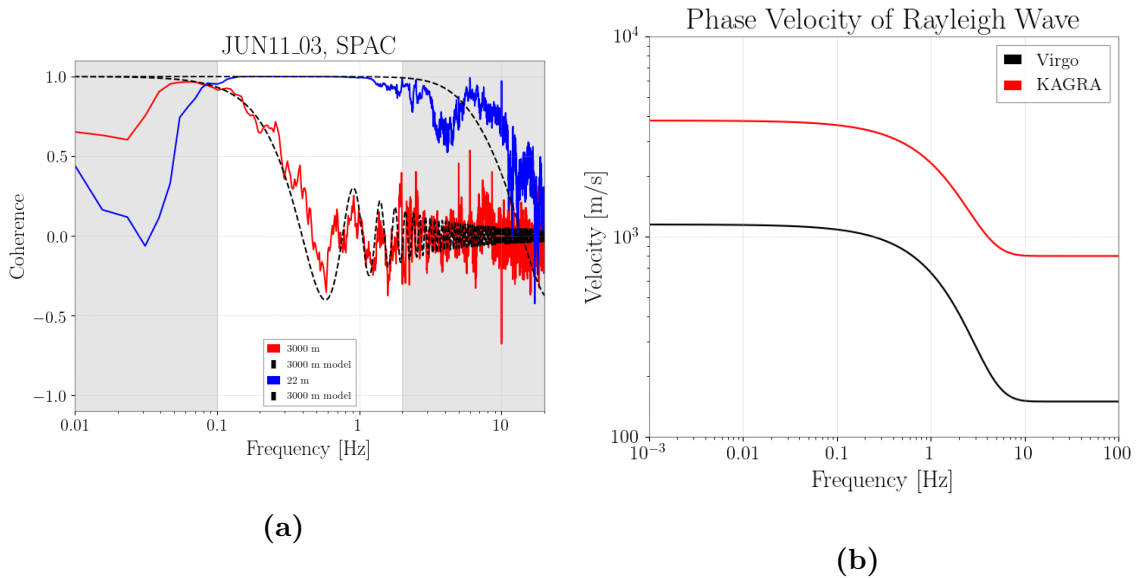 JUN11_03, SPAC
Coherence
1.0
0.5
0.0
−0.5
−1.0
3000 m
3000 m model
22 m
3000 m model
0.01
0.1
1
10
Frequency [Hz]
(a)
Phase Velocity of Rayleigh Wave
Velocity [m/s]
10^4
10^3
100
Virgo
KAGRA
10^−3
0.01
0.1
1
10
100
Frequency [Hz]
(b)